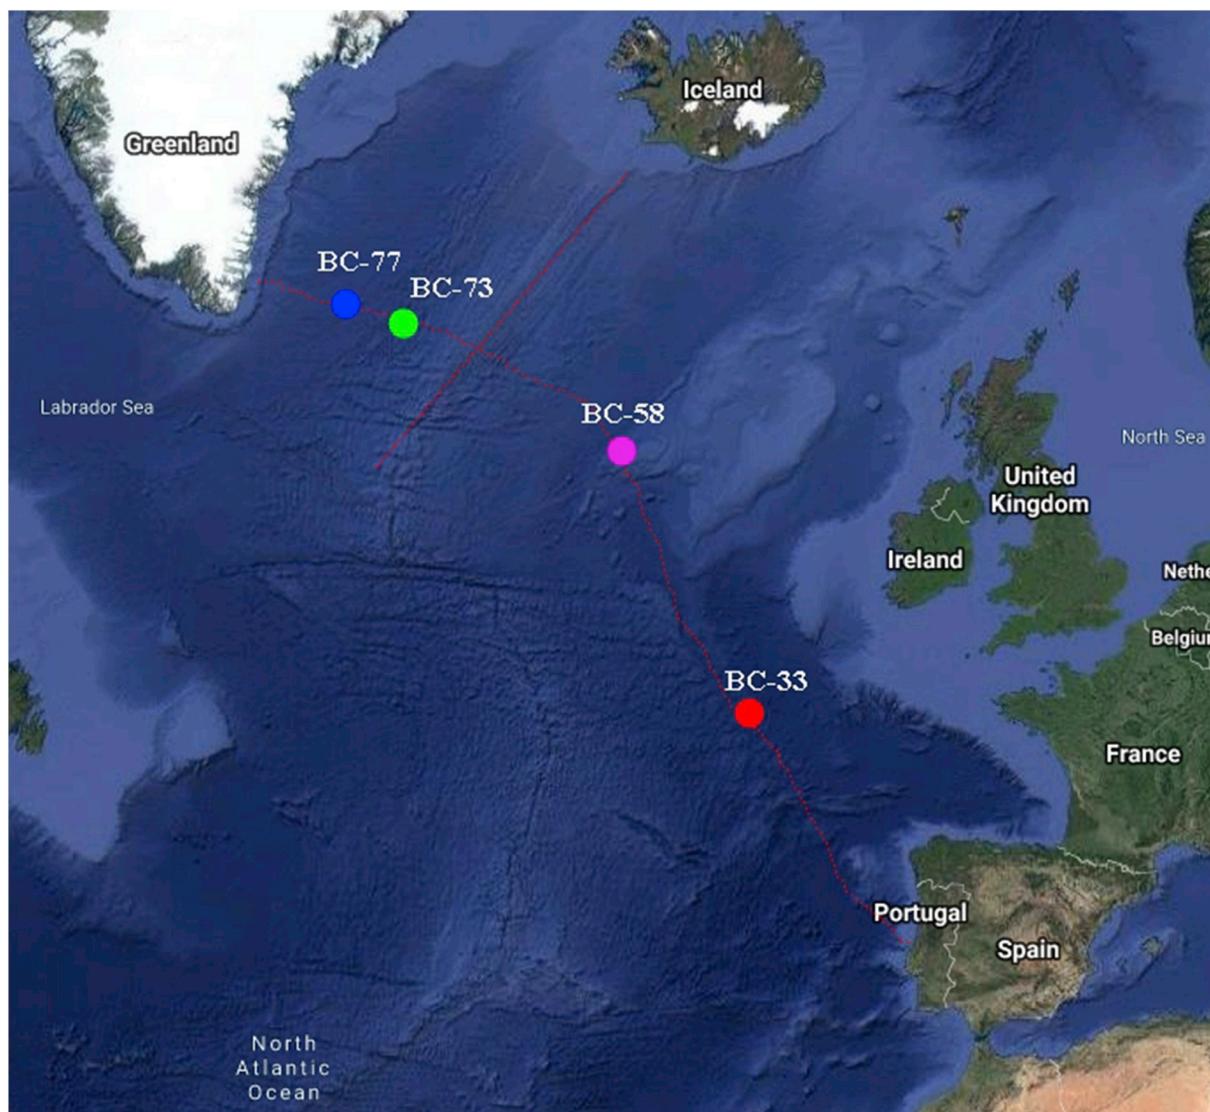 Iceland
Greenland
BC-77
BC-73
Labrador Sea
BC-58
North Sea
United
Kingdom
Ireland
Nethe
Belgiur
BC-33
France
Portugal
Spain
North
Atlantic
Ocean